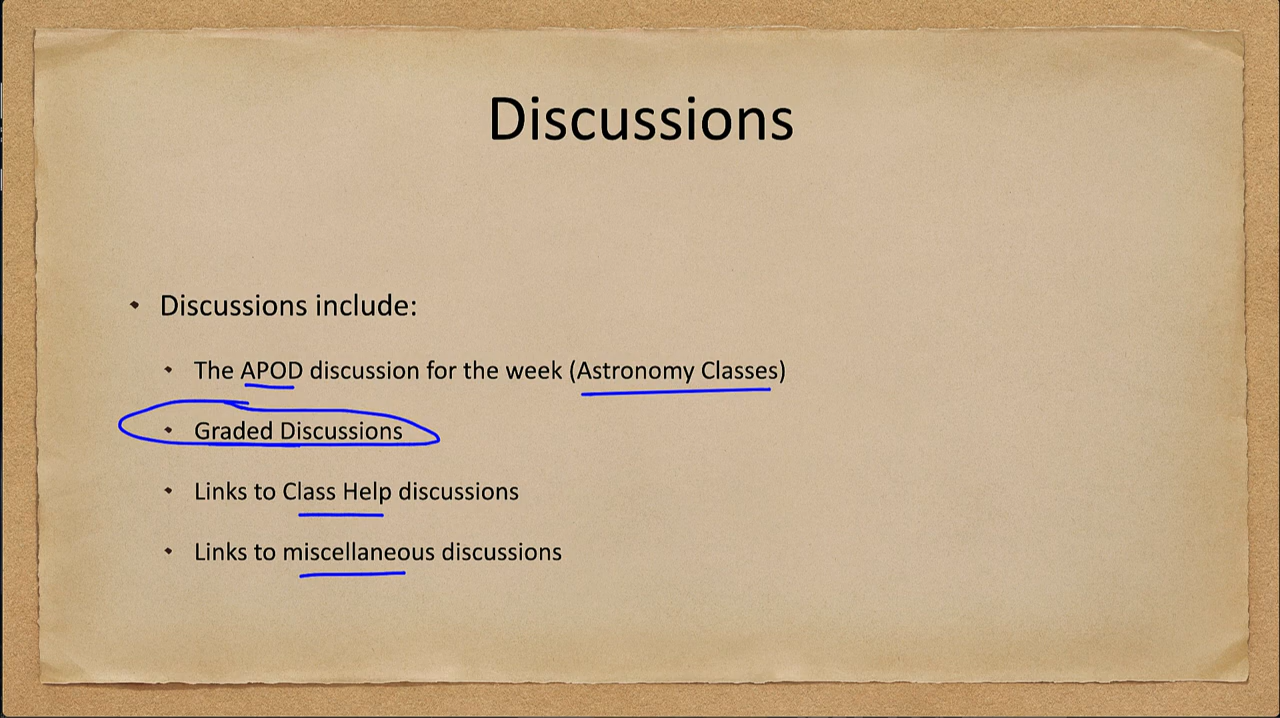 Discussions
Discussions include:
The APOD discussion for the week (Astronomy Classes)
Graded Discussions
Links to Class Help discussions
Links to miscellaneous discussions